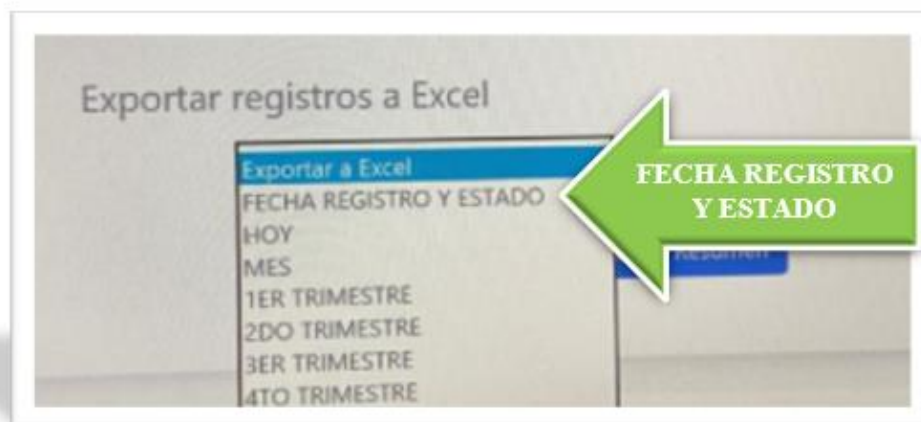 Exportar registros a Excel
Exportar a Excel
FECHA REGISTRO Y ESTADO
HOY
MES
1ER TRIMESTRE
2DO TRIMESTRE
3ER TRIMESTRE
4TO TRIMESTRE
FECHA REGISTRO
Y ESTADO
Resumen